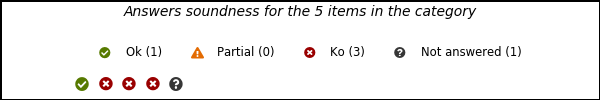 Answers soundness for the 5 items in the category
Ok (1) Partial (0) Ko (3) Not answered (1)